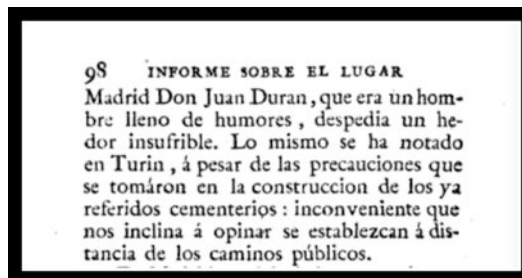 98 INFORME SOBRE EL LUGAR
Madrid Don Juan Duran, que era un hom-
bre lleno de humores, despedia un he-
dor insufrible. Lo mismo se ha notado
en Turin, á pesar de las precauciones que
se tomáron en la construccion de los ya
referidos cementerios: inconveniente que
nos inclina á opinar se establezcan á dis-
tancia de los caminos públicos.